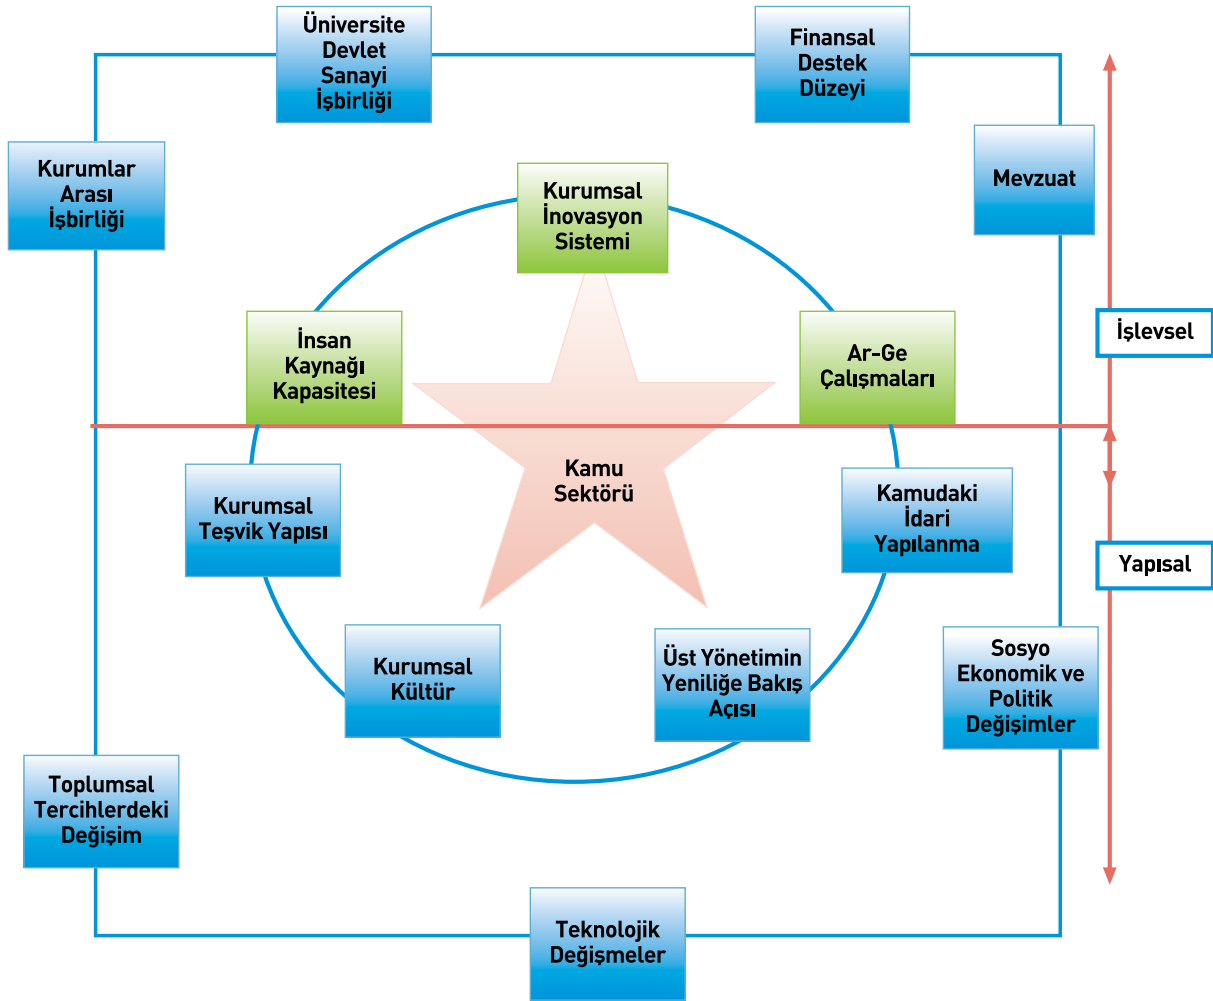 Üniversite
Devlet
Sanayi
İşbirliği
Finansal
Destek
Düzeyi
Kurumlar
Arası
İşbirliği
Kurumsal
İnovasyon
Sistemi
Mevzuat
İnsan
Kaynağı
Kapasitesi
Ar-Ge
Çalışmaları
İşlevsel
Kamu
Sektörü
Kurumsal
Teşvik Yapısı
Kamudaki
İdari
Yapılanma
Yapısal
Kurumsal
Kültür
Üst Yönetimin
Yeniliğe Bakış
Açısı
Sosyo
Ekonomik ve
Politik
Değişimler
Toplumsal
Tercihlerdeki
Değişim
Teknolojik
Değişmeler